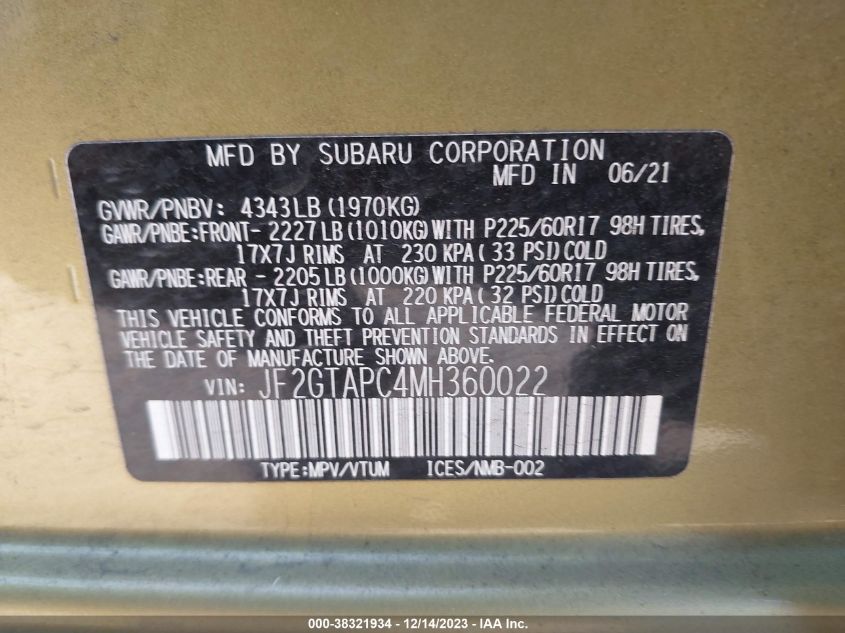 MFD BY SUBARU CORPORATION
MFD IN 06/21
GVWR/PNBV: 4343LB(1970KG)
GAWR/PNBE:FRONT- 2227LB(1010KG)WITH P225/60R17 98H TIRES,
17X7J RIMS AT 230 KPA(33 PSI)COLD
GAWR/PNBE:REAR - 2205LB(1000KG)WITH P225/60R17 98H TIRES,
17X7J RIMS AT 220 KPA(32 PSI)COLD
THIS VEHICLE CONFORMS TO ALL APPLICABLE FEDERAL MOTOR
VEHICLE SAFETY AND THEFT PREVENTION STANDARDS IN EFFECT ON
THE DATE OF MANUFACTURE SHOWN ABOVE.
VIN: JF2GTAPC4MH360022
TYPE:MPV/VTUM ICES/NMB-002
000-38321934 - 12/14/2023 - IAA Inc.